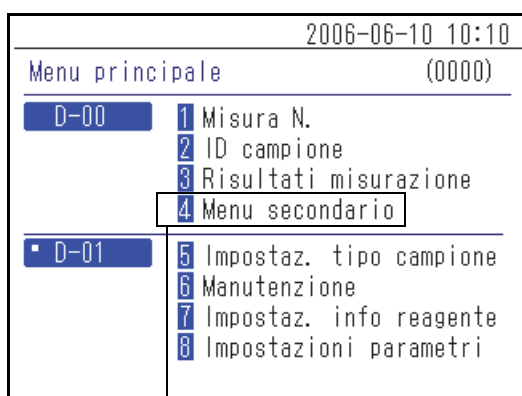 2006-06-10 10:10
Menu principale (0000)
D-00 1 Misura N.
2 ID campione
3 Risultati misurazione
4 Menu secondario
D-01 5 Impostaz. tipo campione
6 Manutenzione
7 Impostaz. info reagente
8 Impostazioni parametri